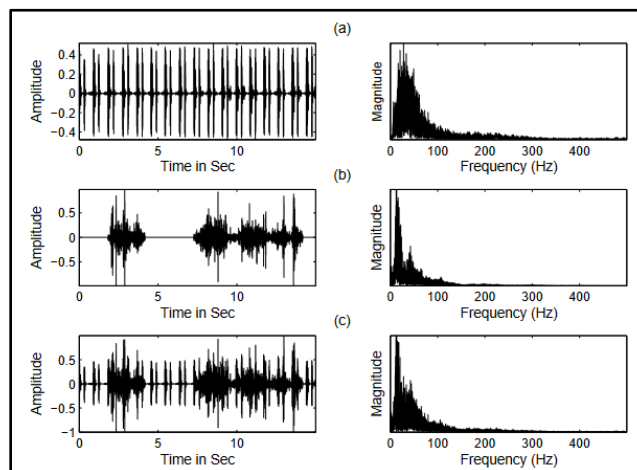 (a)
0.4
0.2
0
−0.2
−0.4
Amplitude
0 5 10
Time in Sec
Magnitude
0 100 200 300 400
Frequency (Hz)
(b)
0.5
0
−0.5
Amplitude
0 5 10
Time in Sec
Magnitude
0 100 200 300 400
Frequency (Hz)
(c)
0.5
0
−0.5
−1
Amplitude
0 5 10
Time in Sec
Magnitude
0 100 200 300 400
Frequency (Hz)